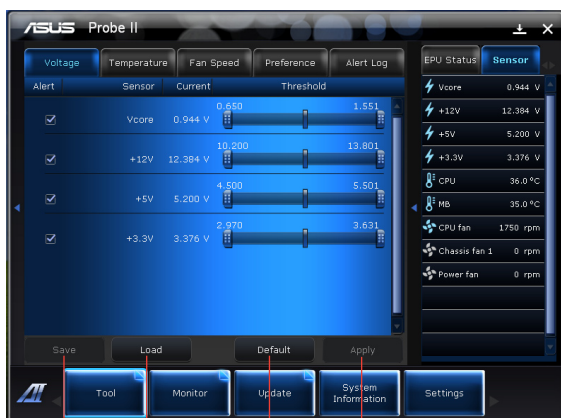 ASUS Probe II
Voltage Temperature Fan Speed Preference Alert Log
Alert Sensor Current Threshold
Vcore 0.944 V 0.650 1.551
+12V 12.384 V 10.200 13.801
+5V 5.200 V 4.500 5.501
+3.3V 3.376 V 2.970 3.631
Save Load Default Apply
EPU Status Sensor
Vcore 0.944 V
+12V 12.384 V
+5V 5.200 V
+3.3V 3.376 V
CPU 36.0 ºC
MB 35.0 ºC
CPU fan 1750 rpm
Chassis fan 1 0 rpm
Power fan 0 rpm
AI Tool Monitor Update System Information Settings